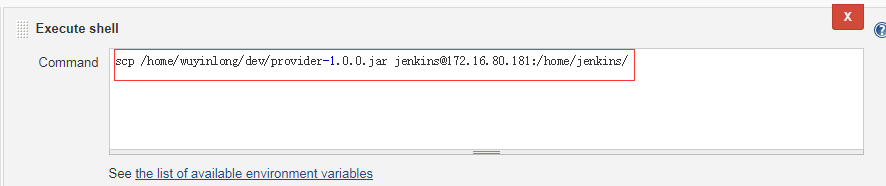 X
Execute shell
Command
scp /home/wuyinlong/dev/provider-1.0.0.jar jenkins@172.16.80.181:/home/jenkins/
See the list of available environment variables